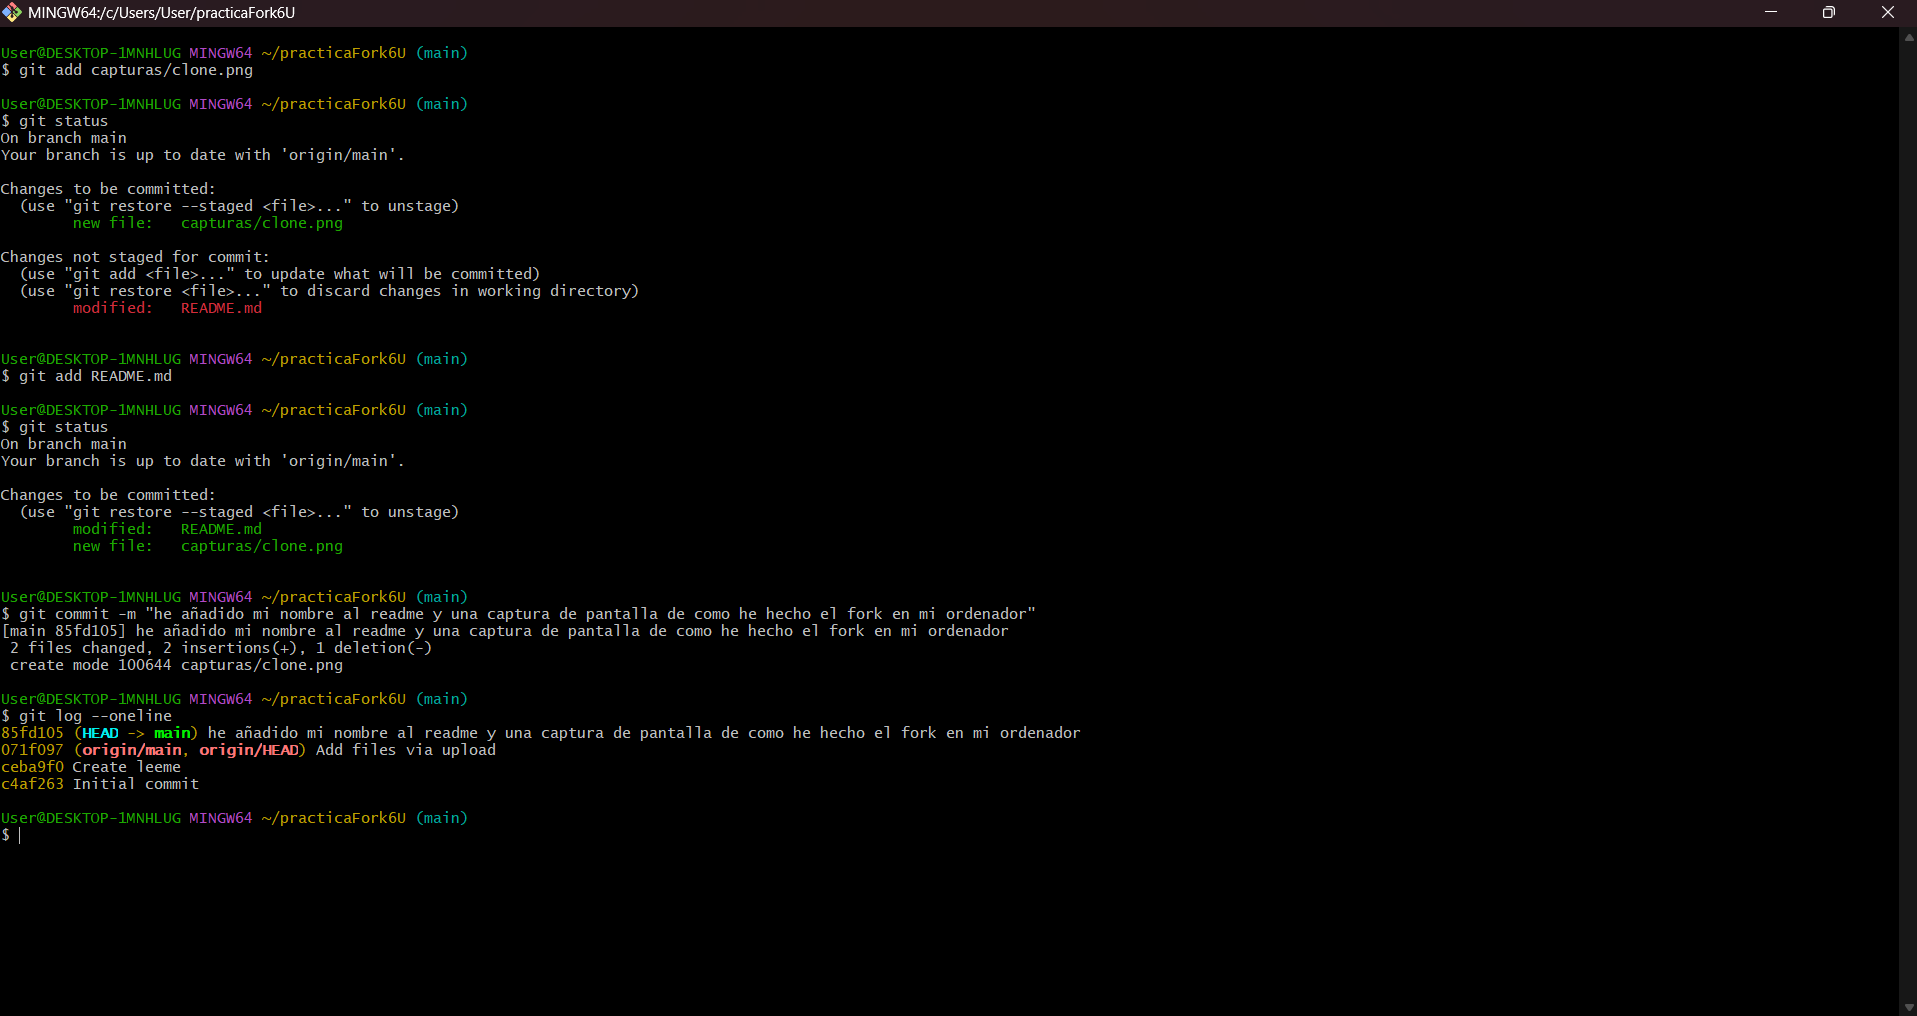 MINGW64:/c/Users/User/practicaFork6U
User@DESKTOP-1MNHLUG MINGW64 ~/practicaFork6U (main)
$ git add capturas/clone.png
User@DESKTOP-1MNHLUG MINGW64 ~/practicaFork6U (main)
$ git status
On branch main
Your branch is up to date with 'origin/main'.
Changes to be committed:
  (use "git restore --staged <file>..." to unstage)
        new file:   capturas/clone.png
Changes not staged for commit:
  (use "git add <file>..." to update what will be committed)
  (use "git restore <file>..." to discard changes in working directory)
        modified:   README.md
User@DESKTOP-1MNHLUG MINGW64 ~/practicaFork6U (main)
$ git add README.md
User@DESKTOP-1MNHLUG MINGW64 ~/practicaFork6U (main)
$ git status
On branch main
Your branch is up to date with 'origin/main'.
Changes to be committed:
  (use "git restore --staged <file>..." to unstage)
        modified:   README.md
        new file:   capturas/clone.png
User@DESKTOP-1MNHLUG MINGW64 ~/practicaFork6U (main)
$ git commit -m "he añadido mi nombre al readme y una captura de pantalla de como he hecho el fork en mi ordenador"
[main 85fd105] he añadido mi nombre al readme y una captura de pantalla de como he hecho el fork en mi ordenador
 2 files changed, 2 insertions(+), 1 deletion(-)
 create mode 100644 capturas/clone.png
User@DESKTOP-1MNHLUG MINGW64 ~/practicaFork6U (main)
$ git log --oneline
85fd105 (HEAD -> main) he añadido mi nombre al readme y una captura de pantalla de como he hecho el fork en mi ordenador
071f097 (origin/main, origin/HEAD) Add files via upload
ceba9f0 Create leeme
c4af263 Initial commit
User@DESKTOP-1MNHLUG MINGW64 ~/practicaFork6U (main)
$